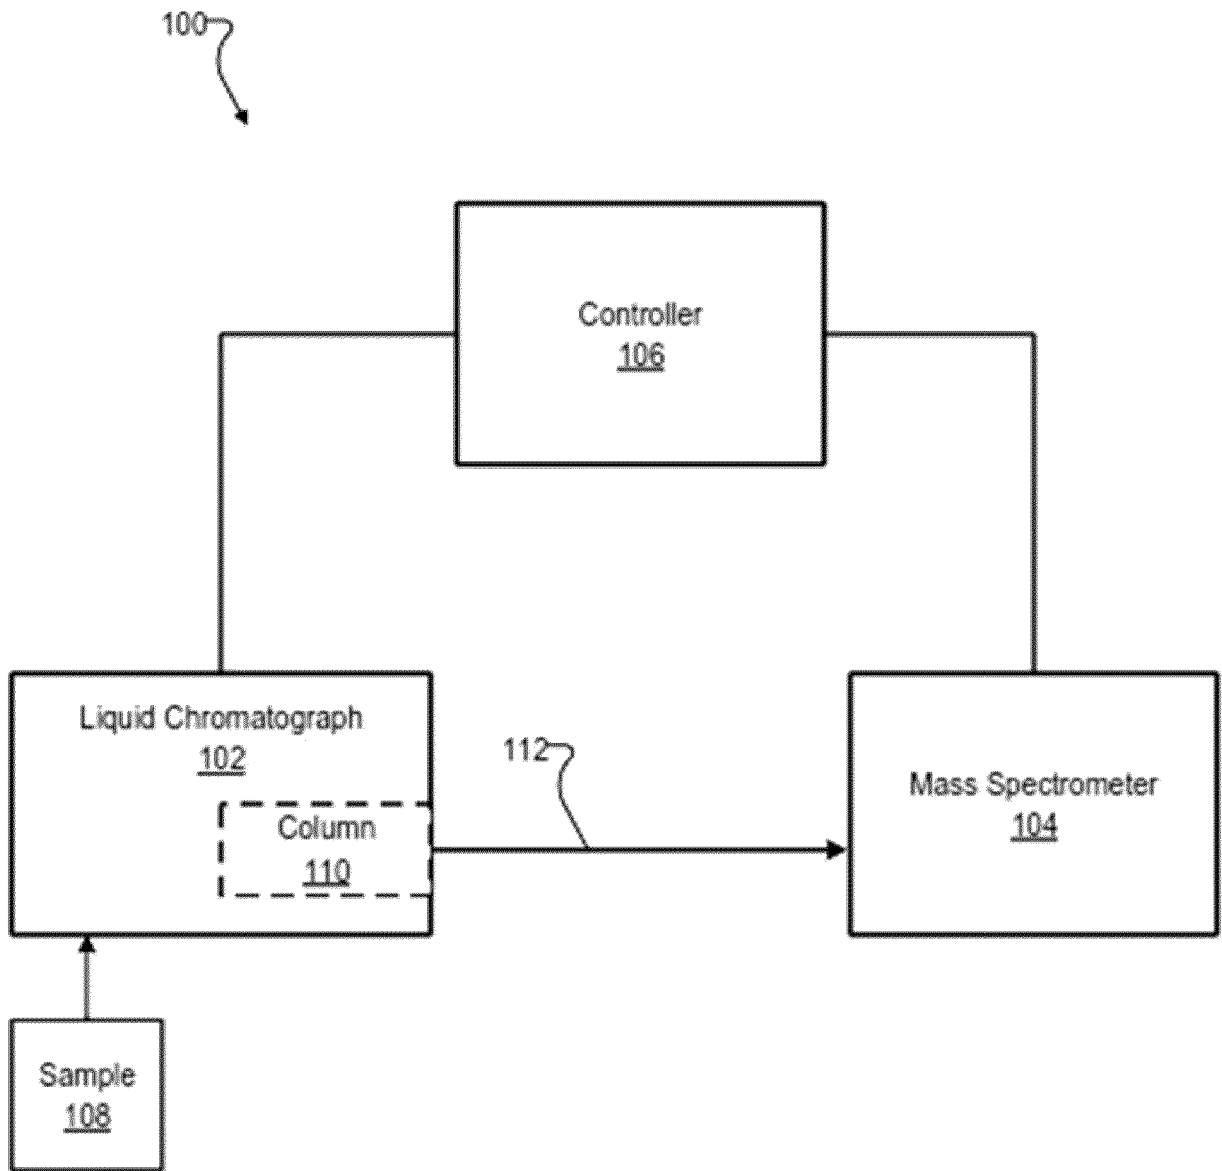 100
Controller
106
Liquid Chromatograph
102
112
Mass Spectrometer
104
Column
110
Sample
108